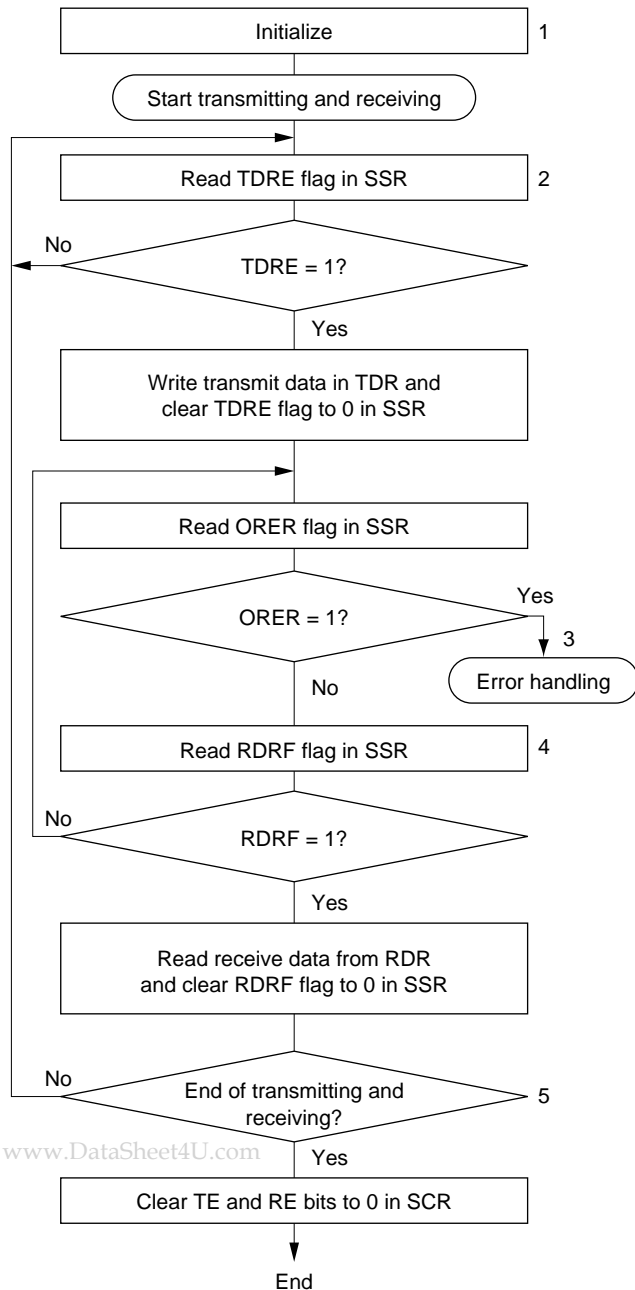 Initialize
1
Start transmitting and receiving
Read TDRE flag in SSR
2
No
TDRE = 1?
Yes
Write transmit data in TDR and
clear TDRE flag to 0 in SSR
Read ORER flag in SSR
Yes
ORER = 1?
3
Error handling
No
Read RDRF flag in SSR
4
No
RDRF = 1?
Yes
Read receive data from RDR
and clear RDRF flag to 0 in SSR
No
End of transmitting and
receiving?
5
www.DataSheet4U.com
Yes
Clear TE and RE bits to 0 in SCR
End